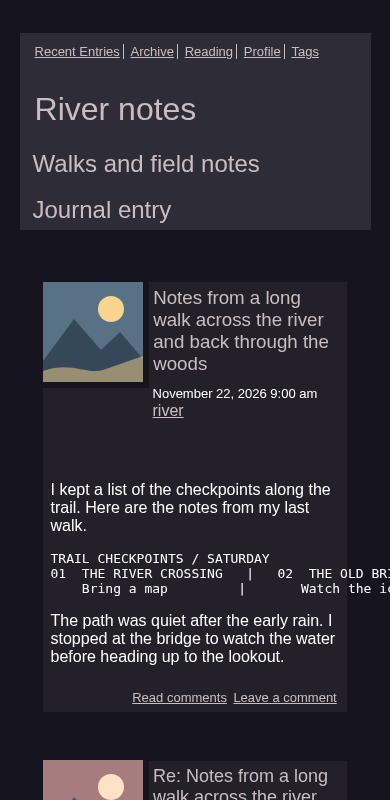 Recent Entries | Archive | Reading | Profile | Tags
River notes
Walks and field notes
Journal entry
Notes from a long
walk across the river
and back through the
woods
November 22, 2026 9:00 am
river
I kept a list of the checkpoints along the
trail. Here are the notes from my last
walk.
TRAIL CHECKPOINTS / SATURDAY
01  THE RIVER CROSSING   |   02  THE OLD
    Bring a map         |       Watch the
The path was quiet after the early rain. I
stopped at the bridge to watch the water
before heading up to the lookout.
Read comments Leave a comment
Re: Notes from a long
walk across the river